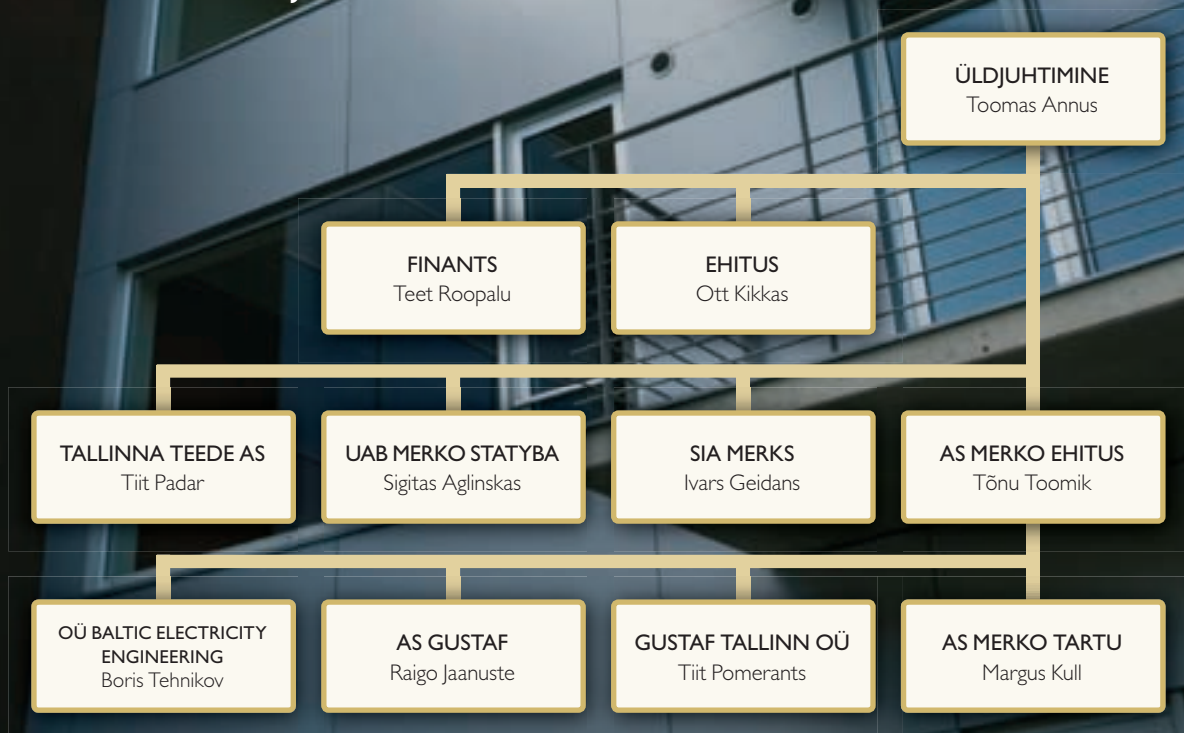 ÜLDJUHTIMINE
Toomas Annus
FINANTS
Teet Roopalu
EHITUS
Ott Kikkas
TALLINNA TEEDE AS
Tiit Padar
UAB MERKO STATYBA
Sigitas Aglinskas
SIA MERKS
Ivars Geidans
AS MERKO EHITUS
Tõnu Toomik
OÜ BALTIC ELECTRICITY
ENGINEERING
Boris Tehnikov
AS GUSTAF
Raigo Jaanuste
GUSTAF TALLINN OÜ
Tiit Pomerants
AS MERKO TARTU
Margus Kull